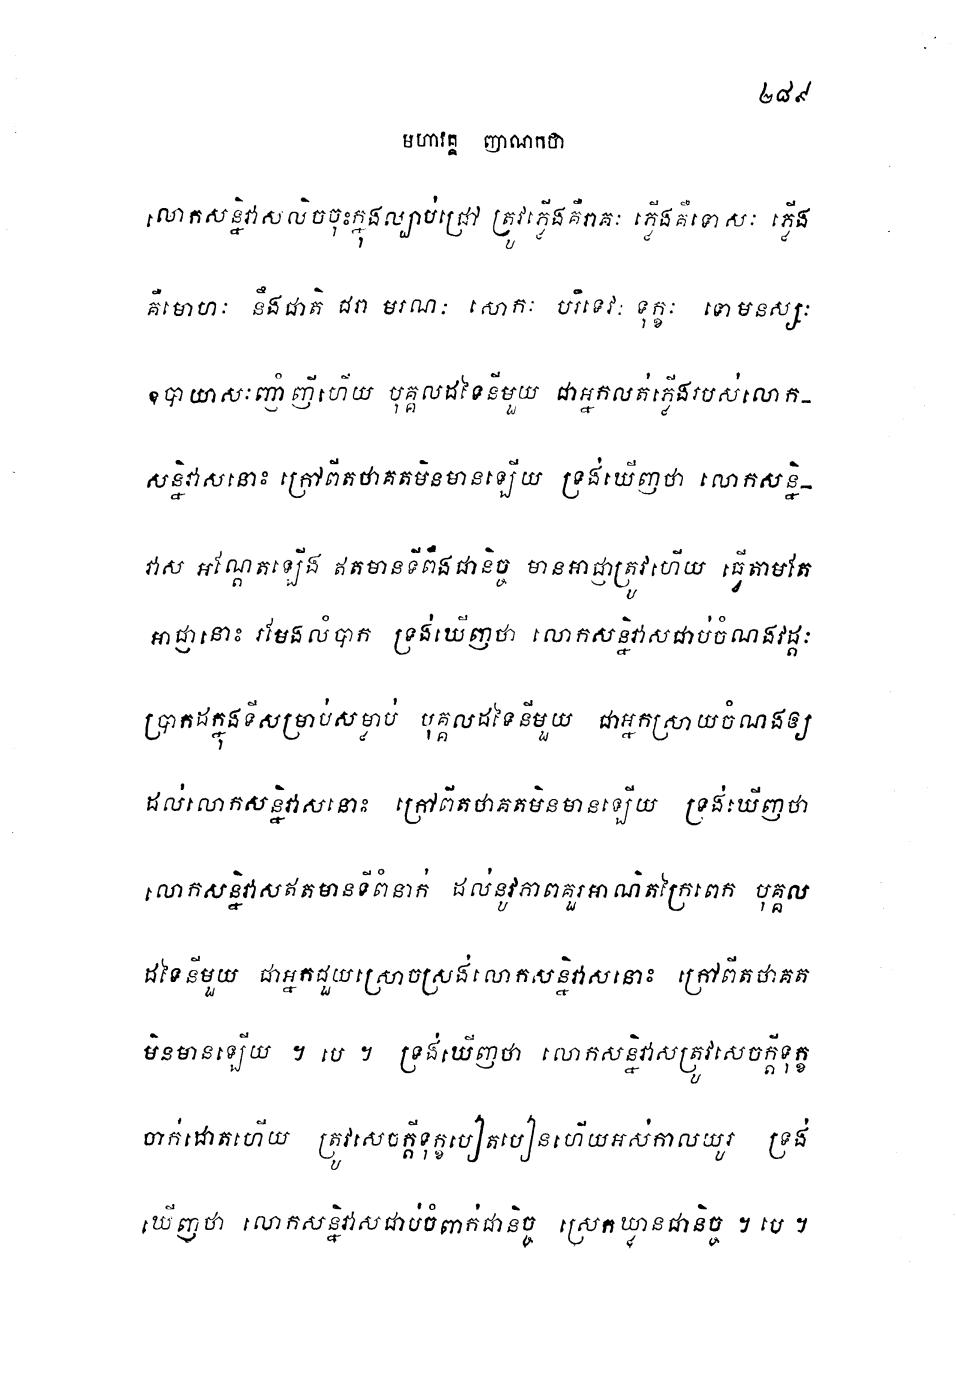 ២៨៩
មហាវគ្គ ញាណកថា
លោកសន្និវាសលិចចុះក្នុងល្បាប់ជ្រៅ ត្រូវភ្លើងគឺរាគៈ ភ្លើងគឺទោសៈ ភ្លើង
គឺមោហៈ នឹងជាតិ ជរា មរណៈ សោកៈ បរិទេវៈ ទុក្ខៈ ទោមនស្សៈ
ឧបាយាសៈញាំញីហើយ បុគ្គលដទៃនីមួយ ជាអ្នកលត់ភ្លើងរបស់លោក-
សន្និវាសនោះ ក្រៅពីតថាគតមិនមានឡើយ ទ្រង់ឃើញថា លោកសន្និ-
វាស អណ្តែតឡើង ឥតមានទីពឹងជានិច្ច មានអាជ្ញាត្រូវហើយ ធ្វើតាមតែ
អាជ្ញានោះ រមែងលំបាក ទ្រង់ឃើញថា លោកសន្និវាសជាប់ចំណងវដ្តៈ
ប្រាកដក្នុងទីសម្រាប់សម្លាប់ បុគ្គលដទៃនីមួយ ជាអ្នកស្រាយចំណងឲ្យ
ដល់លោកសន្និវាសនោះ ក្រៅពីតថាគតមិនមានឡើយ ទ្រង់ឃើញថា
លោកសន្និវាសឥតមានទីពំនាក់ ដល់នូវភាពគួរអាណិតក្រៃពេក បុគ្គល
ដទៃនីមួយ ជាអ្នកជួយស្រោចស្រង់លោកសន្និវាសនោះ ក្រៅពីតថាគត
មិនមានឡើយ ។ បេ ។ ទ្រង់ឃើញថា លោកសន្និវាសត្រូវសេចក្តីទុក្ខ
ចាក់ដោតហើយ ត្រូវសេចក្តីទុក្ខបៀតបៀនហើយអស់កាលយូរ ទ្រង់
ឃើញថា លោកសន្និវាសជាប់ចំពាក់ជានិច្ច ស្រេកឃ្លានជានិច្ច ។ បេ ។